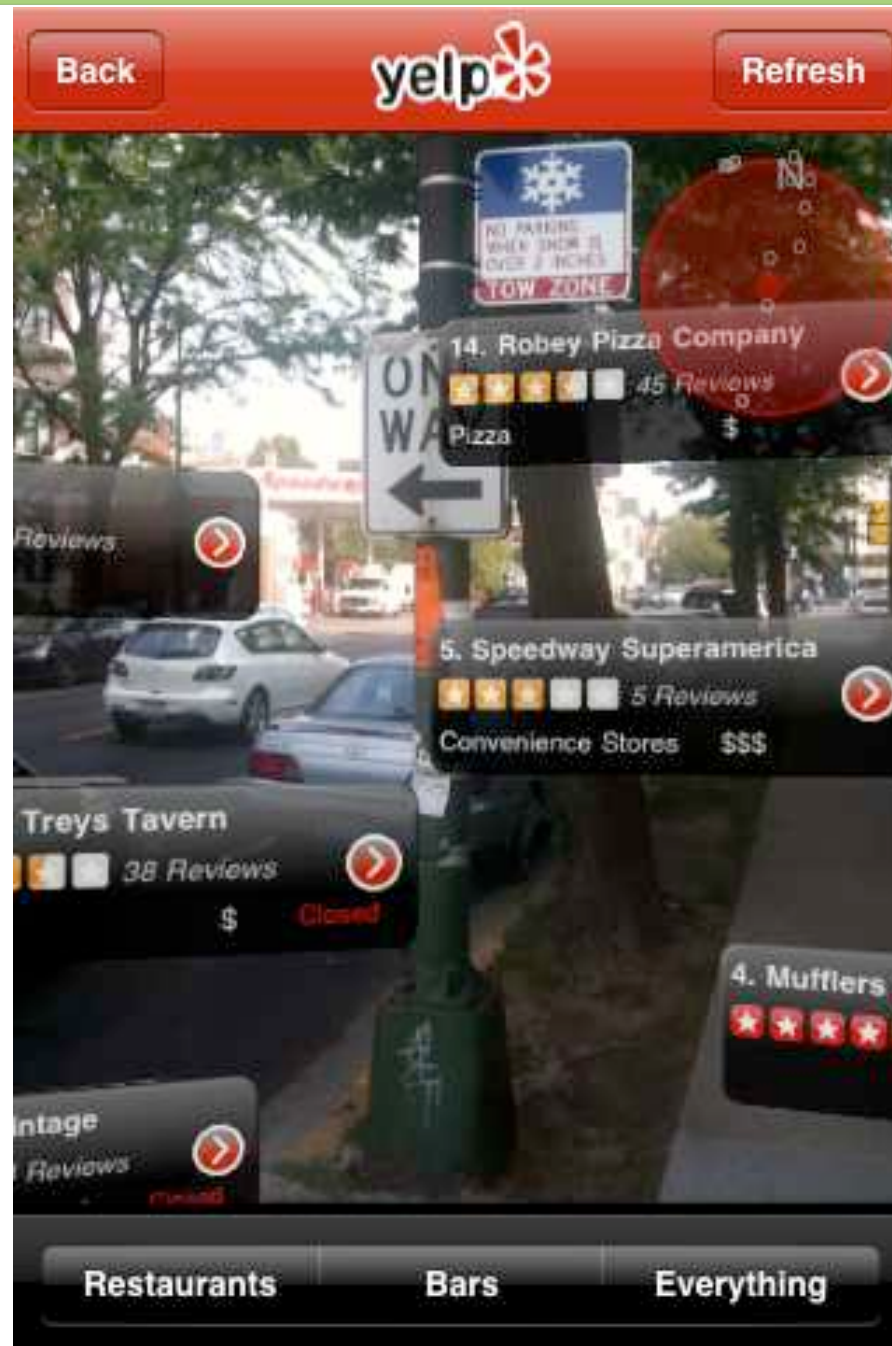 Back
yelp
Refresh
NO PARKING
WHEN SNOW IS
OVER 2 INCHES
TOW ZONE
N
14. Robey Pizza Company
45 Reviews
Pizza
$
ON
WA
Speedway
Reviews
5. Speedway Superamerica
5 Reviews
Convenience Stores $$$
Treys Tavern
38 Reviews
$ Closed
4. Mufflers
intage
Reviews
Closed
Restaurants
Bars
Everything